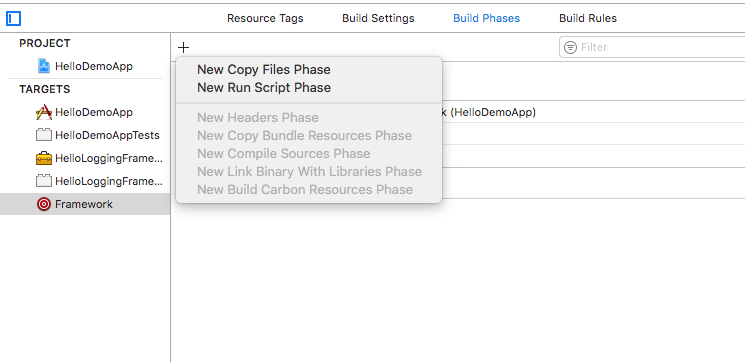 Resource Tags Build Settings Build Phases Build Rules
PROJECT
HelloDemoApp
TARGETS
HelloDemoApp
HelloDemoAppTests
HelloLoggingFrame...
HelloLoggingFrame...
Framework
Filter
New Copy Files Phase
New Run Script Phase
New Headers Phase
New Copy Bundle Resources Phase
New Compile Sources Phase
New Link Binary With Libraries Phase
New Build Carbon Resources Phase
k (HelloDemoApp)